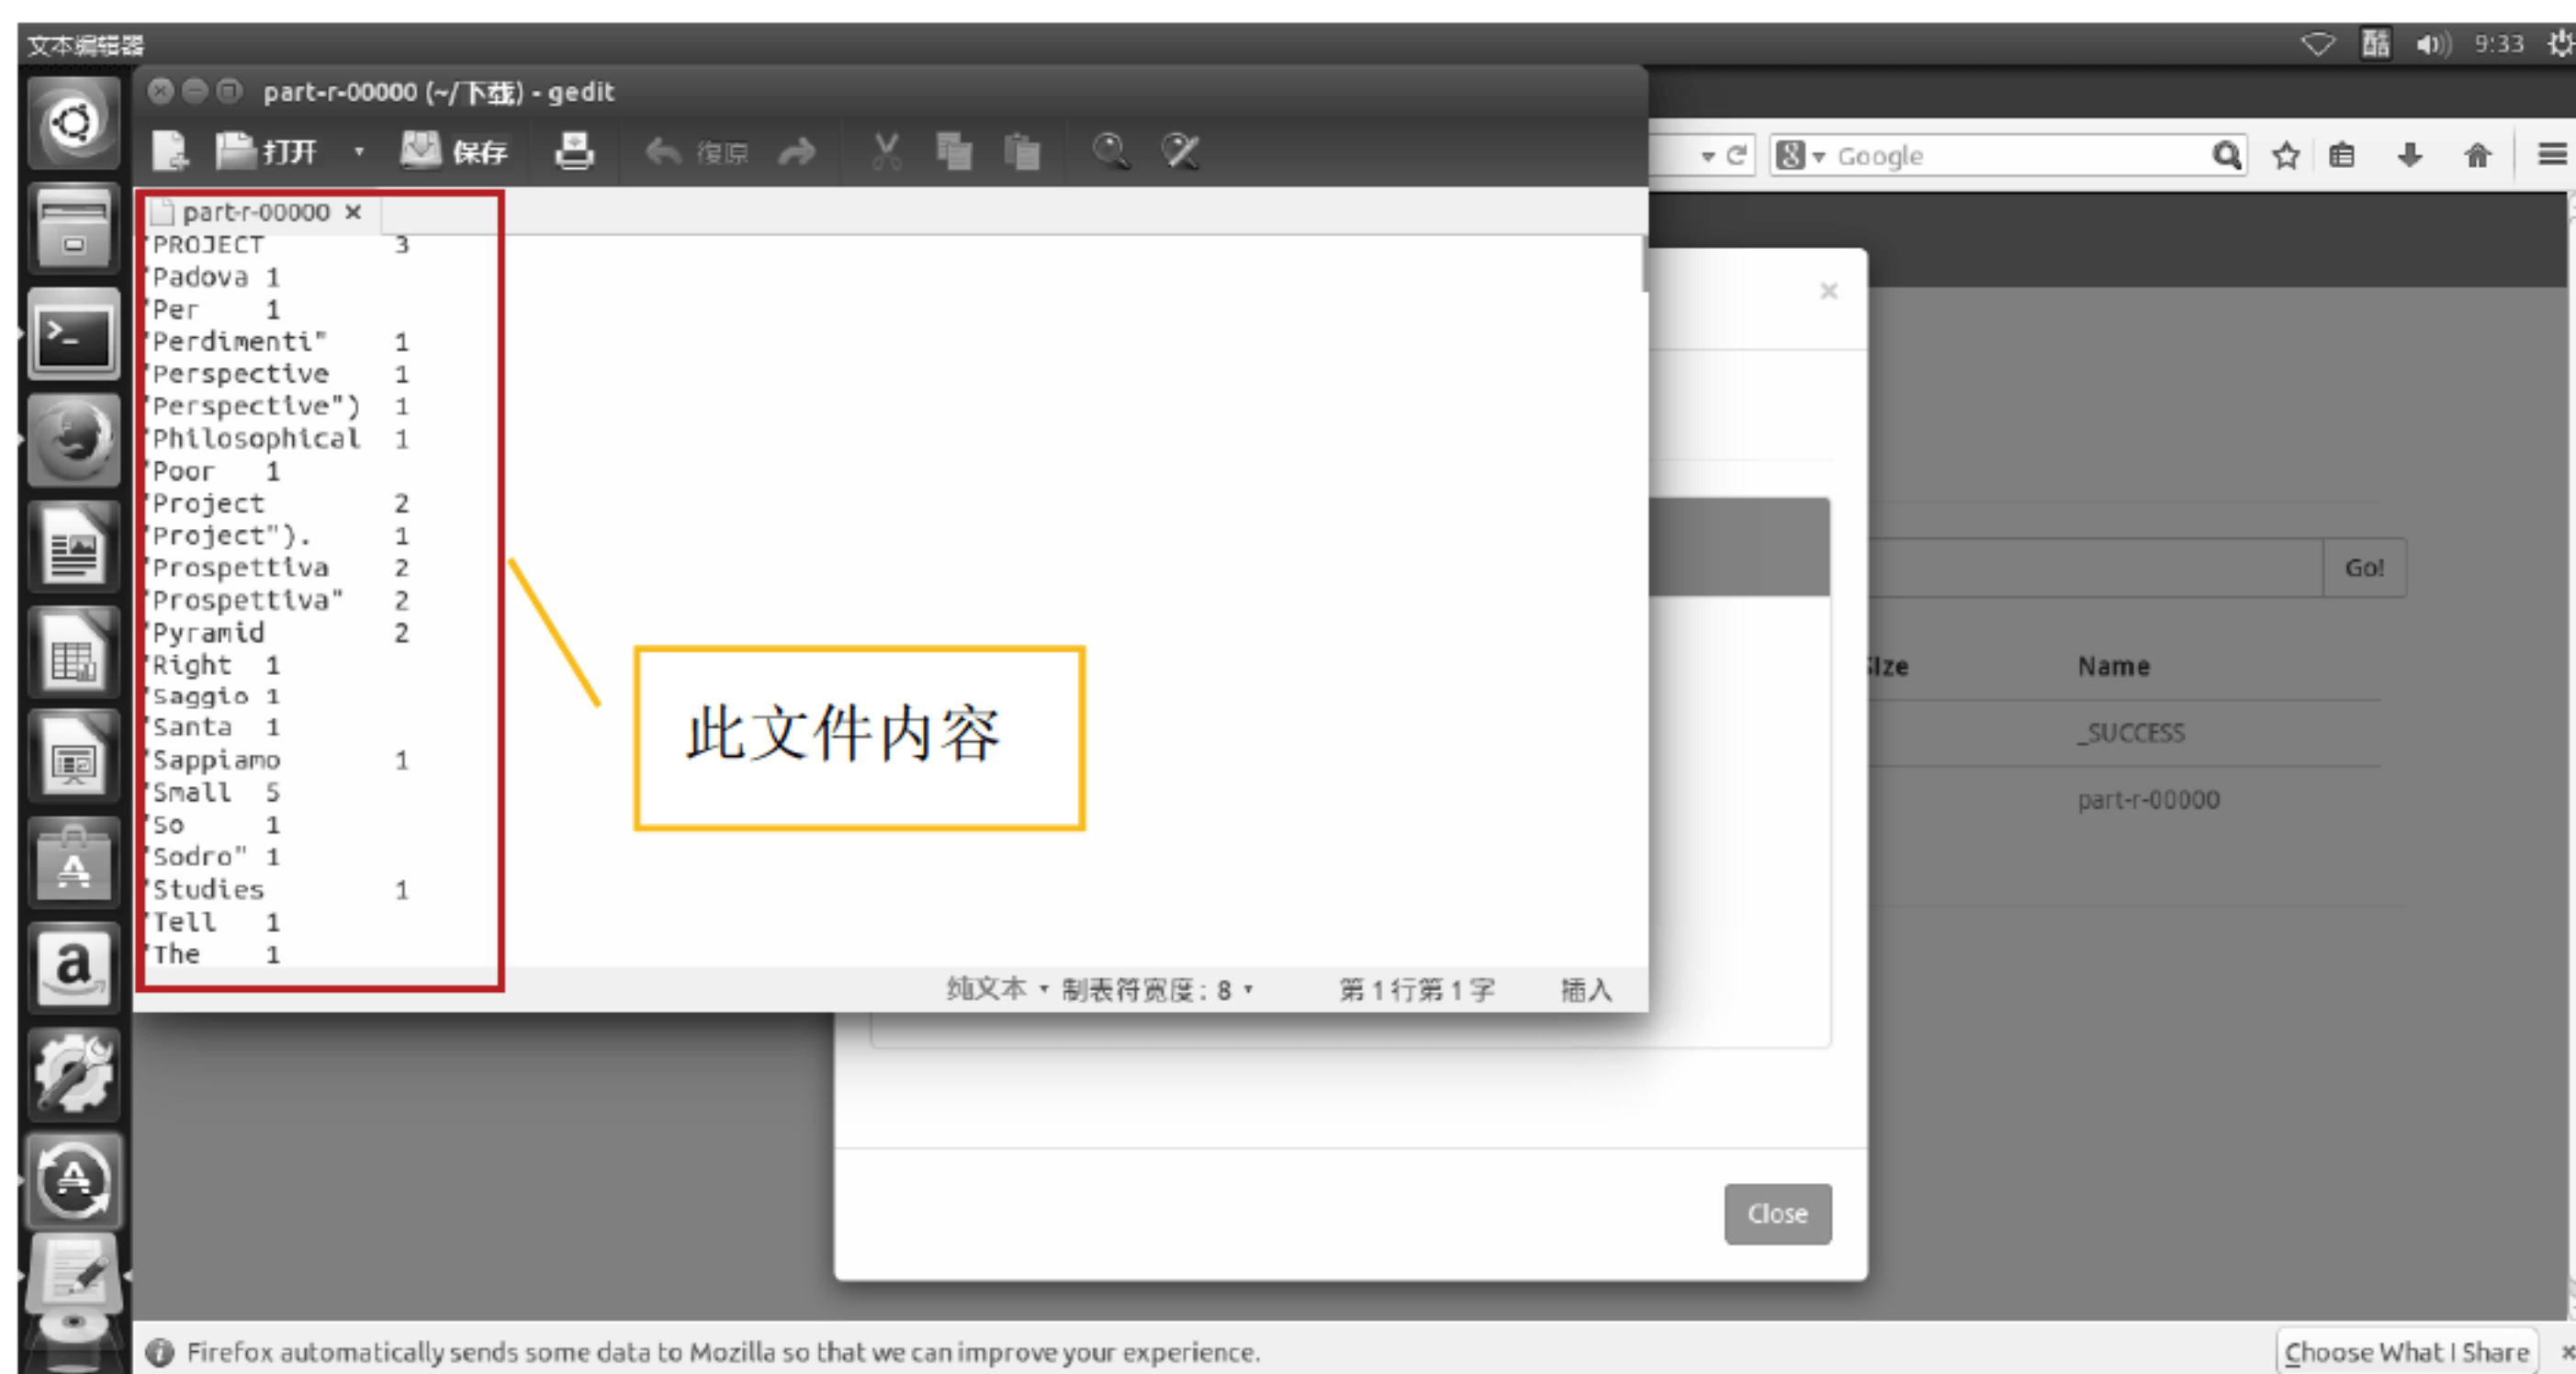 文本编辑器
酷 9:33
part-r-00000 (~/下载) - gedit
打开 保存 復原
Google
part-r-00000
"PROJECT 3
"Padova 1
"Per 1
"Perdimenti" 1
"Perspective 1
"Perspective") 1
"Philosophical 1
"Poor 1
"Project 2
"Project"). 1
"Prospettiva 2
"Prospettiva" 2
"Pyramid 2
"Right 1
"Saggio 1
"Santa 1
"Sappiamo 1
"Small 5
"So 1
"Sodro" 1
"Studies 1
"Tell 1
"The 1
此文件内容
纯文本 制表符宽度: 8 第 1 行第 1 字 插入
Go!
Size Name
_SUCCESS
part-r-00000
Close
Firefox automatically sends some data to Mozilla so that we can improve your experience.
Choose What I Share